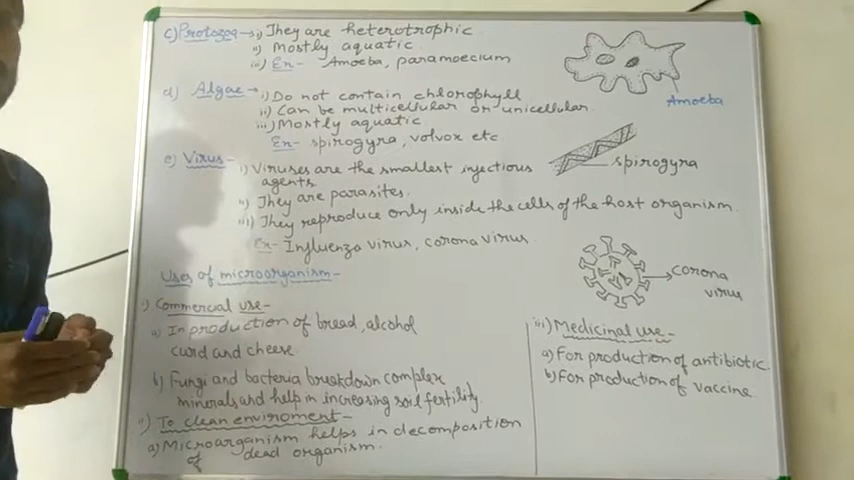 c) Protozoa → i) They are heterotrophic
ii) Mostly aquatic
iii) Ex- Amoeba, paramoecium
Amoeba
d) Algae → i) Do not contain chlorophyll
ii) Can be multicellular or unicellular
iii) Mostly aquatic
Ex- spirogyra, volvox etc
spirogyra
e) Virus - i) Viruses are the smallest injectious
agents
ii) They are parasites.
iii) They reproduce only inside the cells of the host organism
Ex- Influenza virus, corona virus
corona
virus
Uses of microorganism-
i) Commercial use-
a) In production of bread, alcohol
curd and cheese
b) Fungi and bacteria breakdown complex
minerals and help in increasing soil fertility.
ii) To clean enviroment-
a) Microarganism helps in decomposition
of dead organism.
iii) Medicinal use-
a) For production of antibiotic.
b) For production of vaccine